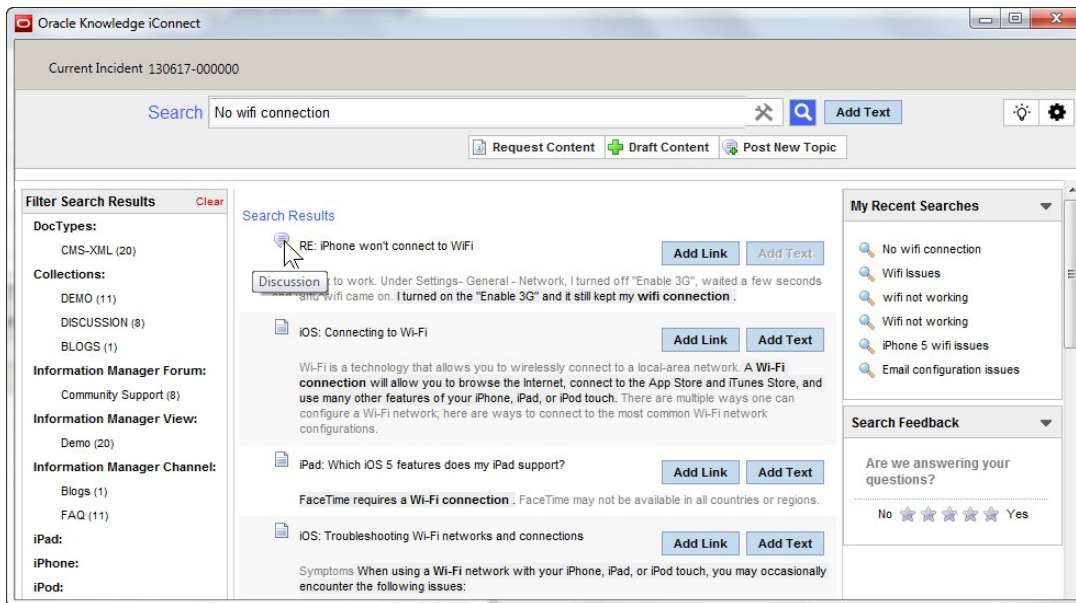 Oracle Knowledge iConnect
Current Incident 130617-000000
Search No wifi connection Add Text
Request Content Draft Content Post New Topic
Filter Search Results Clear
DocTypes:
CMS-XML (20)
Collections:
DEMO (11)
DISCUSSION (8)
BLOGS (1)
Information Manager Forum:
Community Support (8)
Information Manager View:
Demo (20)
Information Manager Channel:
Blogs (1)
FAQ (11)
iPad:
iPhone:
iPod:
Search Results
RE: iPhone won't connect to WiFi
Add Link Add Text
Discussion
to work. Under Settings- General - Network, I turned off "Enable 3G", waited a few seconds
and wifi came on. I turned on the "Enable 3G" and it still kept my wifi connection .
iOS: Connecting to Wi-Fi
Add Link Add Text
Wi-Fi is a technology that allows you to wirelessly connect to a local-area network. A Wi-Fi
connection will allow you to browse the Internet, connect to the App Store and iTunes Store, and
use many other features of your iPhone, iPad, or iPod touch. There are multiple ways one can
configure a Wi-Fi network; here are ways to connect to the most common Wi-Fi network
configurations.
iPad: Which iOS 5 features does my iPad support?
Add Link Add Text
FaceTime requires a Wi-Fi connection . FaceTime may not be available in all countries or regions.
iOS: Troubleshooting Wi-Fi networks and connections
Add Link Add Text
Symptoms When using a Wi-Fi network with your iPhone, iPad, or iPod touch, you may occasionally
encounter the following issues:
My Recent Searches
No wifi connection
Wifi Issues
wifi not working
Wifi not working
iPhone 5 wifi issues
Email configuration issues
Search Feedback
Are we answering your
questions?
No Yes